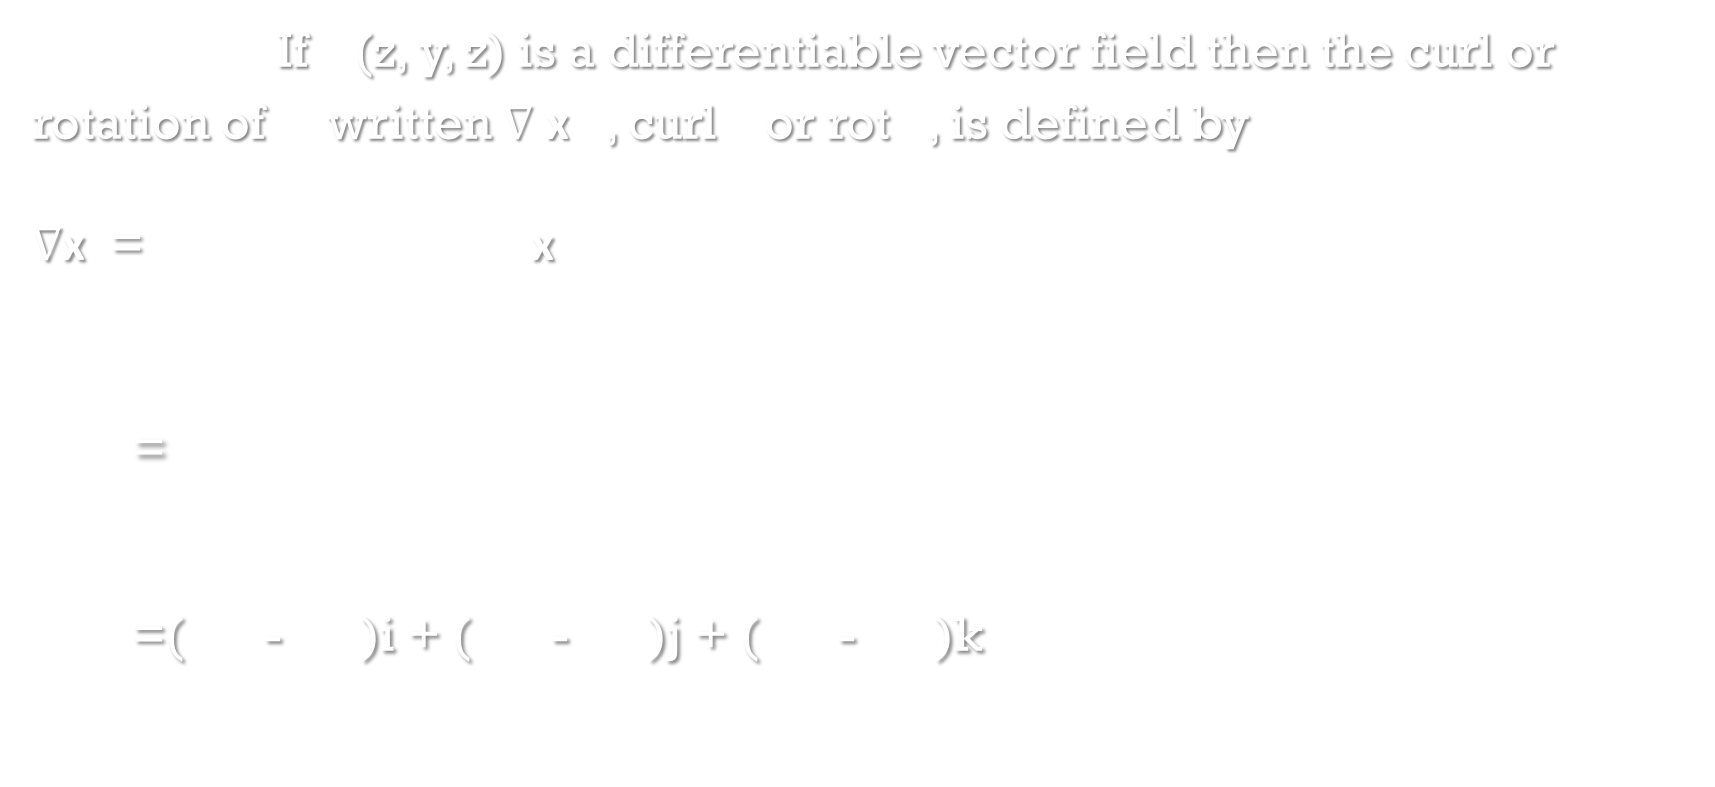 If (z, y, z) is a differentiable vector field then the curl or
rotation of written ∇ x , curl or rot , is defined by
∇x = x
=
=( - )i + ( - )j + ( - )k